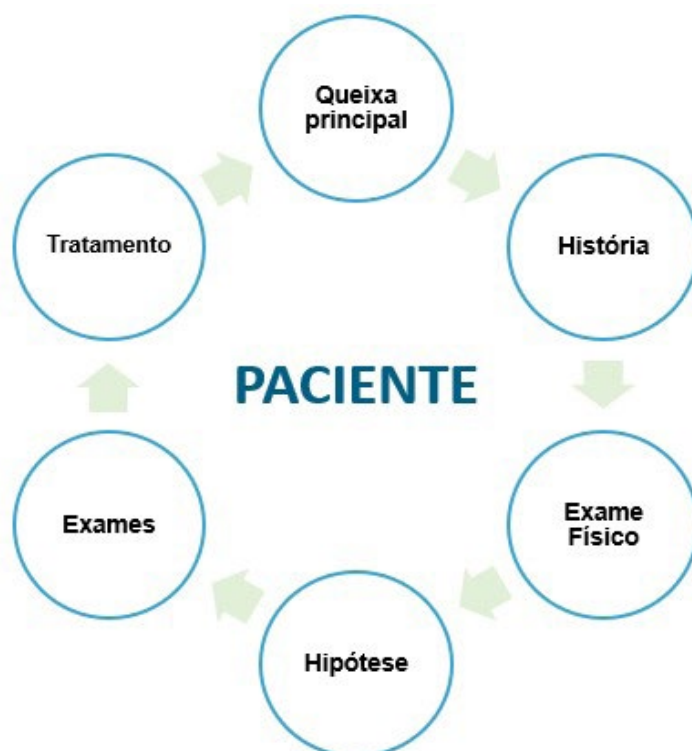 Queixa
principal
História
Exame
Físico
Hipótese
Exames
Tratamento
PACIENTE